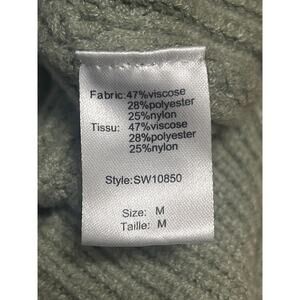 Fabric:47%viscose
28%polyester
25%nylon
Tissu: 47%viscose
28%polyester
25%nylon
Style:SW10850
Size: M
Taille: M